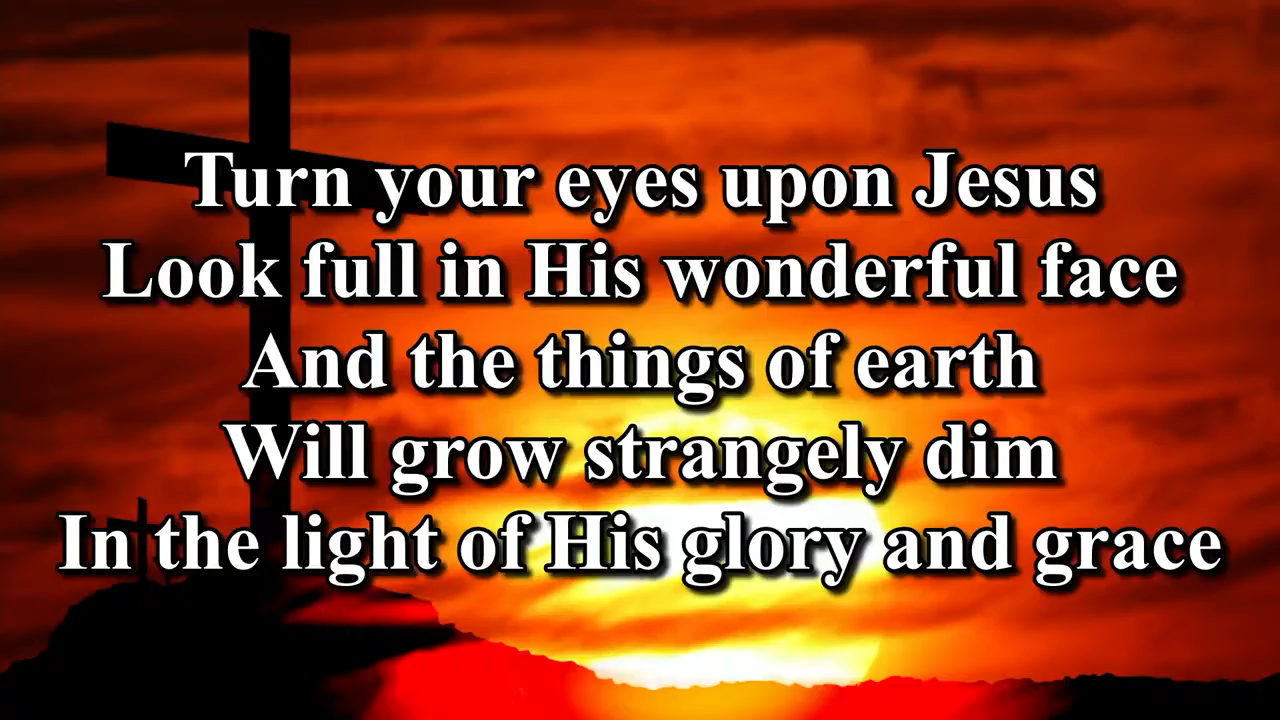 Turn your eyes upon Jesus
Look full in His wonderful face
And the things of earth
Will grow strangely dim
In the light of His glory and grace